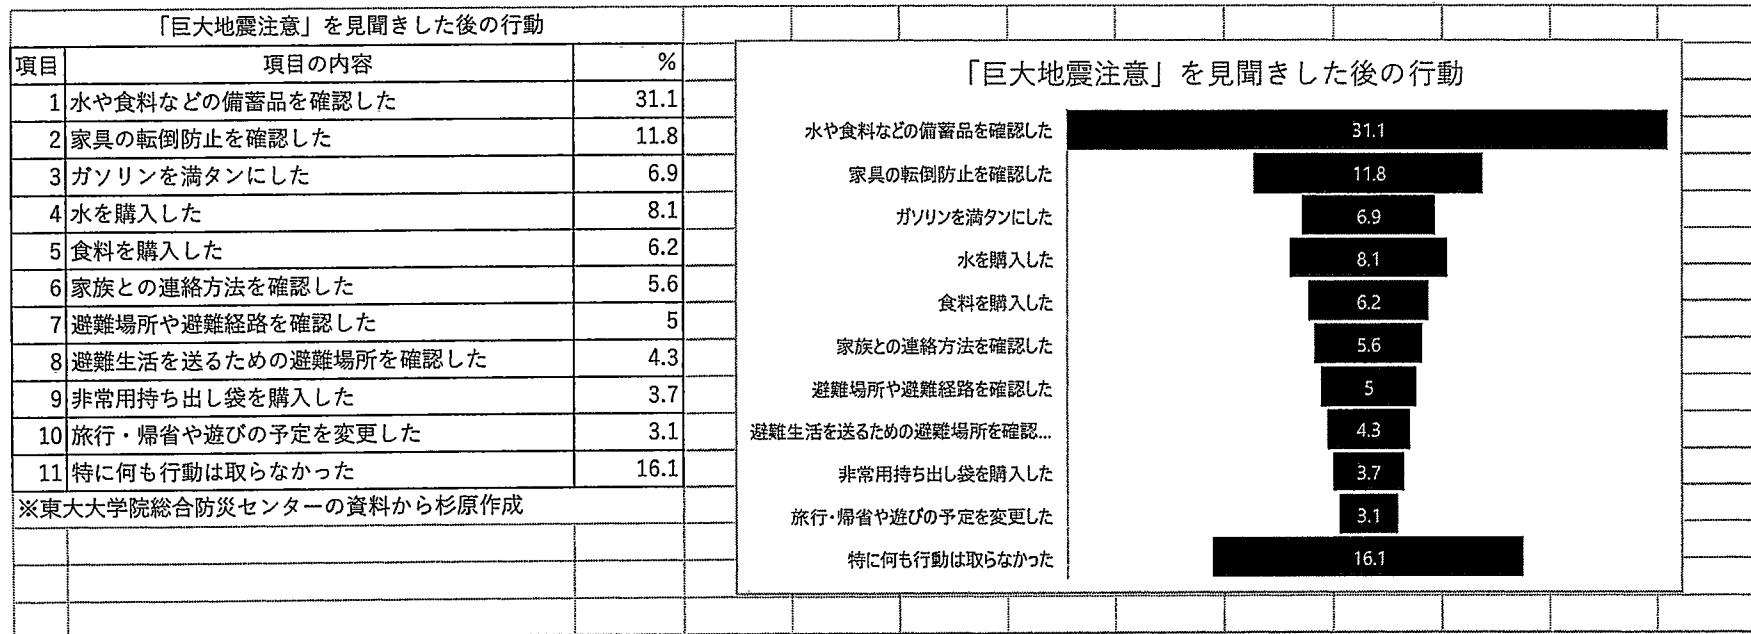 「巨大地震注意」を見聞きした後の行動
項目 項目の内容 %
1 水や食料などの備蓄品を確認した 31.1
2 家具の転倒防止を確認した 11.8
3 ガソリンを満タンにした 6.9
4 水を購入した 8.1
5 食料を購入した 6.2
6 家族との連絡方法を確認した 5.6
7 避難場所や避難経路を確認した 5
8 避難生活を送るための避難場所を確認した 4.3
9 非常用持ち出し袋を購入した 3.7
10 旅行・帰省や遊びの予定を変更した 3.1
11 特に何も行動は取らなかった 16.1
※東大大学院総合防災センターの資料から杉原作成
「巨大地震注意」を見聞きした後の行動
水や食料などの備蓄品を確認した 31.1
家具の転倒防止を確認した 11.8
ガソリンを満タンにした 6.9
水を購入した 8.1
食料を購入した 6.2
家族との連絡方法を確認した 5.6
避難場所や避難経路を確認した 5
避難生活を送るための避難場所を確認... 4.3
非常用持ち出し袋を購入した 3.7
旅行・帰省や遊びの予定を変更した 3.1
特に何も行動は取らなかった 16.1